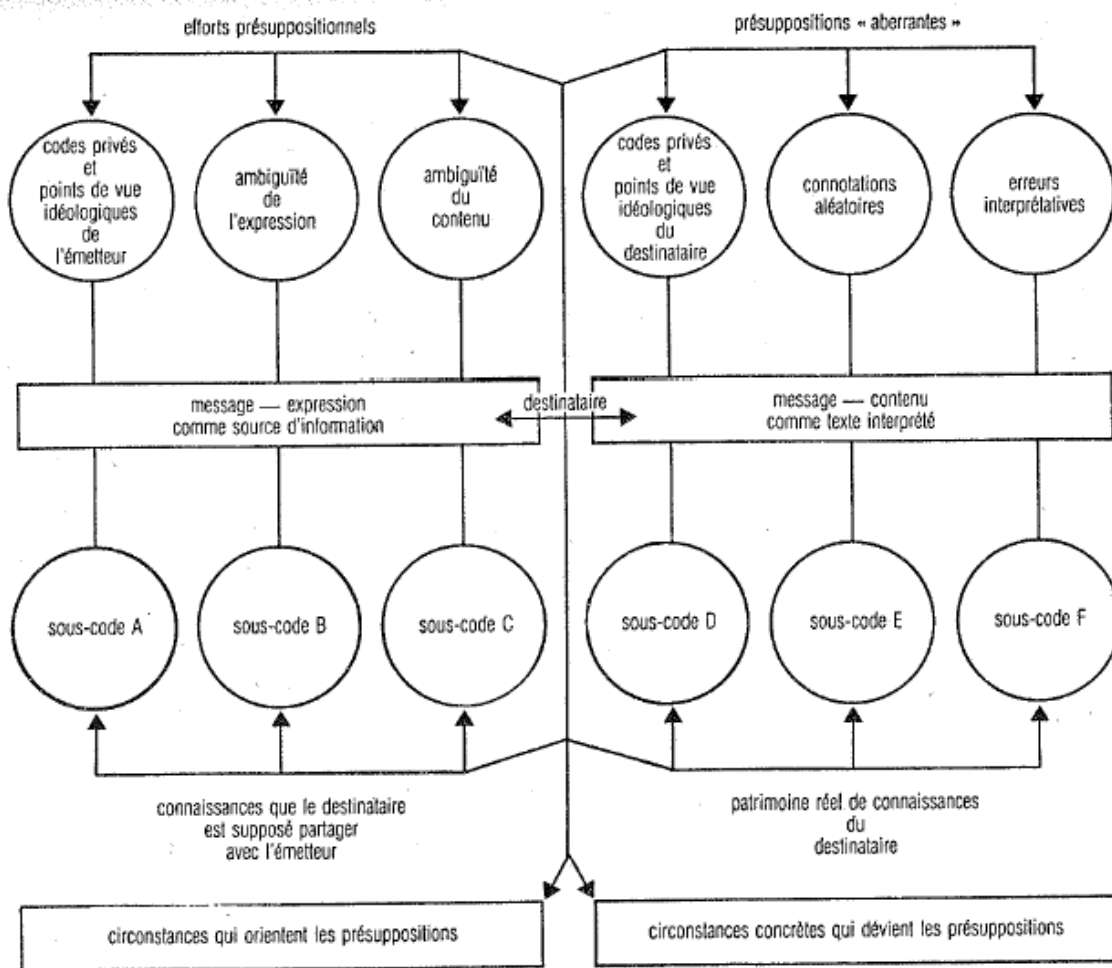 efforts présuppositionnels
présuppositions « aberrantes »
codes privés
et
points de vue
idéologiques
de
l'émetteur
ambiguïté
de
l'expression
ambiguïté
du
contenu
codes privés
et
points de vue
idéologiques
du
destinataire
connotations
aléatoires
erreurs
interprétatives
message — expression
comme source d'information
destinataire
message — contenu
comme texte interprété
sous-code A
sous-code B
sous-code C
sous-code D
sous-code E
sous-code F
connaissances que le destinataire
est supposé partager
avec l'émetteur
patrimoine réel de connaissances
du
destinataire
circonstances qui orientent les présuppositions
circonstances concrètes qui dévient les présuppositions